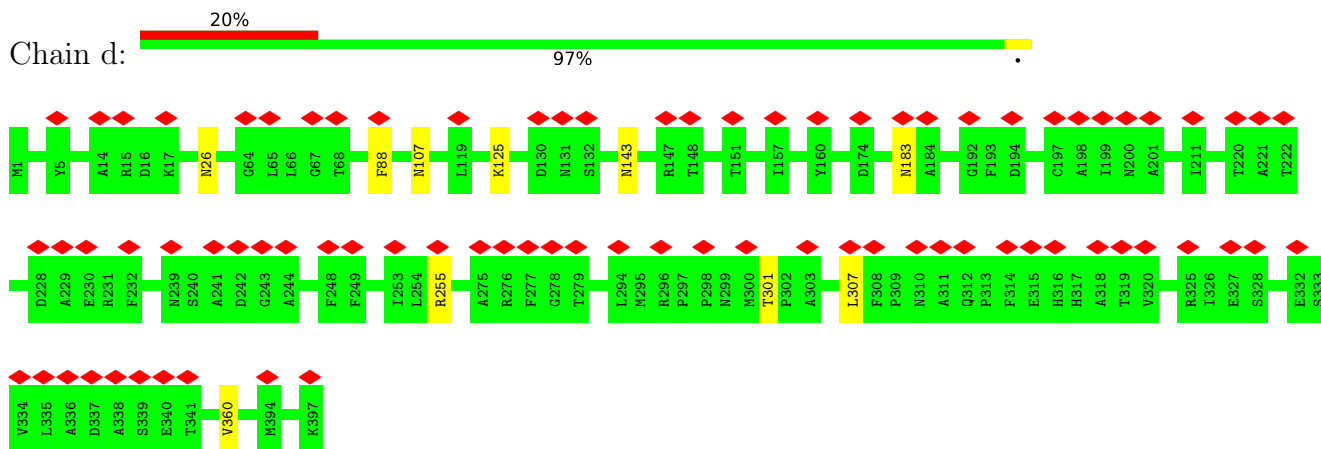 20%
Chain d:
97% •
M1 Y5 A14 R15 D16 K17 N26 G64 L65 L66 G67 T68 F88 N107 L119 K125 D130 N131 S132 N143 R147 T148 T151 I157 Y160 D174 N183 A184 G192 F193 D194 C197 A198 I199 N200 A201 I211 T220 A221 T222
D228 A229 E230 R231 F232 N239 S240 A241 D242 G243 A244 F248 F249 I253 L254 R255 A275 R276 F277 G278 T279 L294 M295 R296 P297 P298 N299 M300 T301 P302 A303 L307 F308 P309 N310 A311 Q312 P313 F314 E315 H316 H317 A318 T319 V320 R325 I326 E327 S328 E332 S333
V334 L335 A336 D337 A338 S339 E340 T341 V360 M394 K397